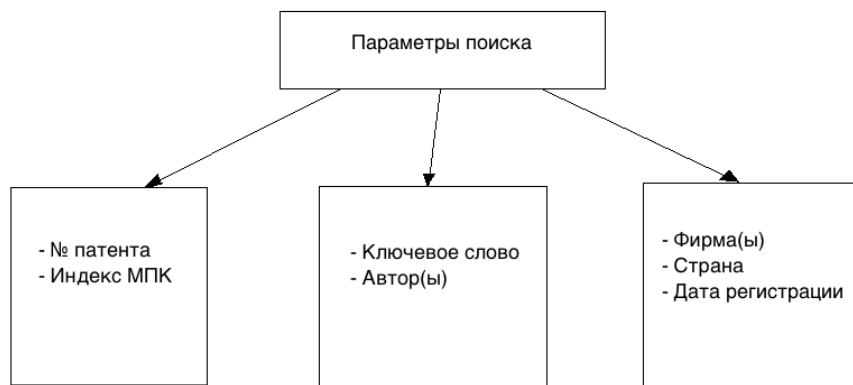 Параметры поиска
- № патента
- Индекс МПК
- Ключевое слово
- Автор(ы)
- Фирма(ы)
- Страна
- Дата регистрации